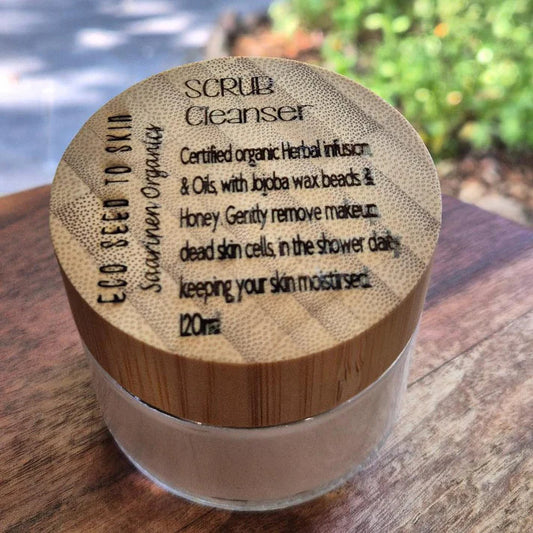 SCRUB
Cleanser
Certified organic Herbal infusion
& Oils, with Jojoba wax beads &
Honey. Gently remove makeup,
dead skin cells, in the shower daily
keeping your skin moistirsed.
120ml
ECO SEED TO SKIN
Saarinen Organics